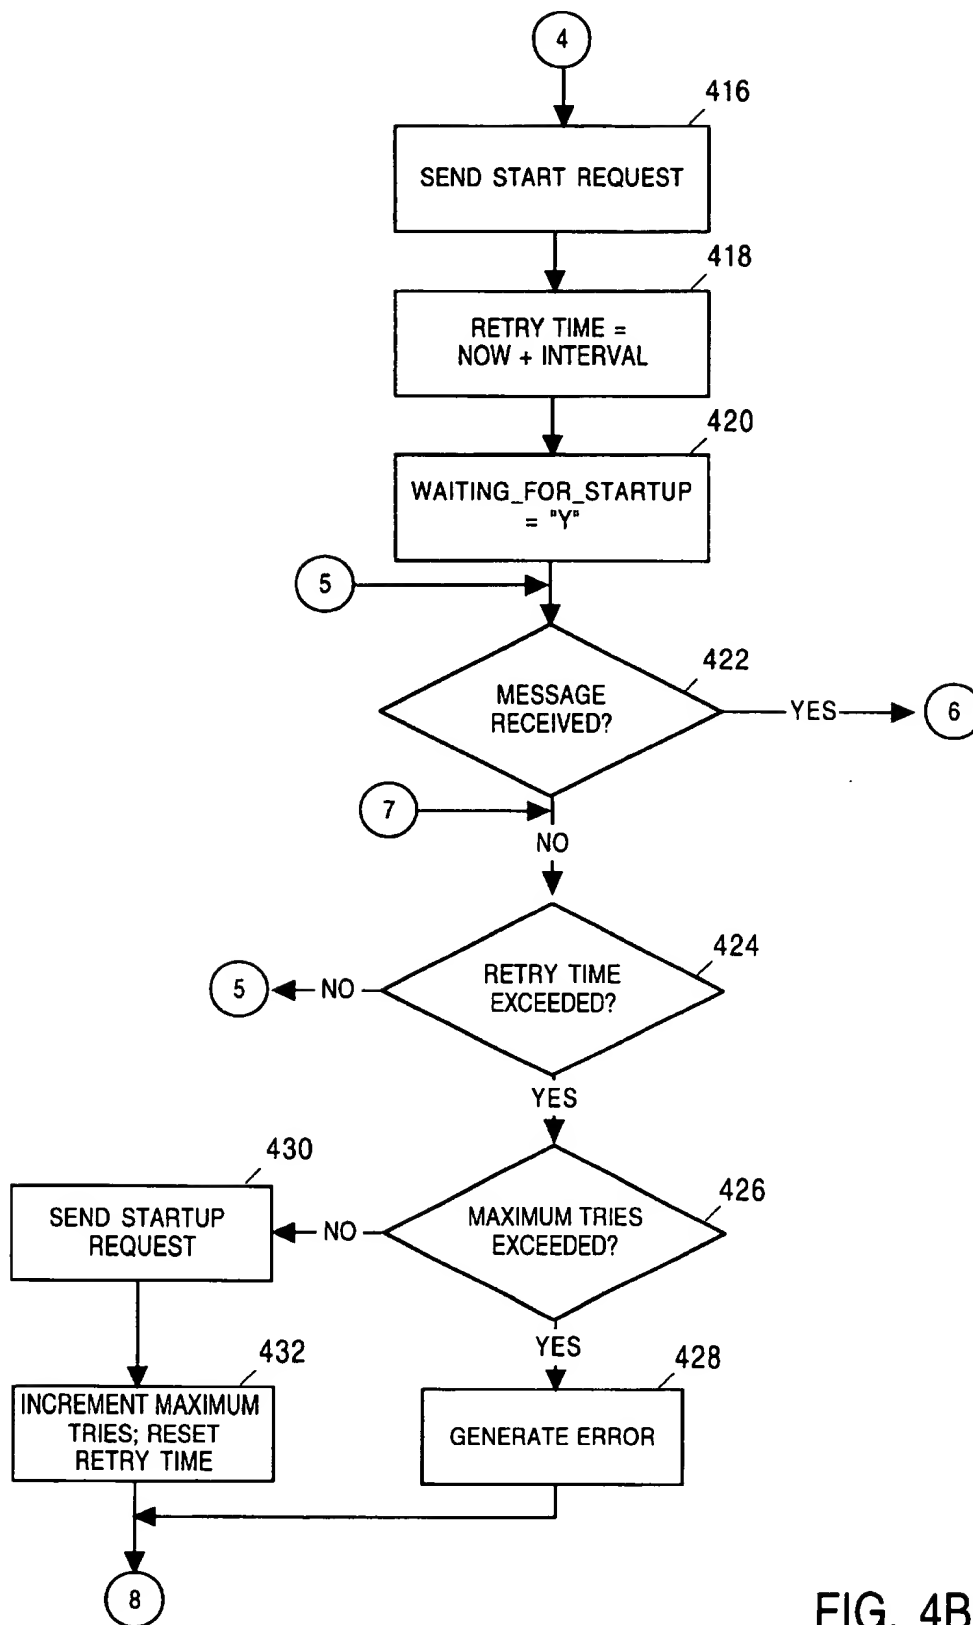 4
416
SEND START REQUEST
418
RETRY TIME =
NOW + INTERVAL
420
WAITING_FOR_STARTUP
= "Y"
5
422
MESSAGE
RECEIVED?
YES
6
7
NO
424
RETRY TIME
EXCEEDED?
NO
5
YES
426
MAXIMUM TRIES
EXCEEDED?
NO
430
SEND STARTUP
REQUEST
YES
432
INCREMENT MAXIMUM
TRIES; RESET
RETRY TIME
428
GENERATE ERROR
8
FIG. 4B